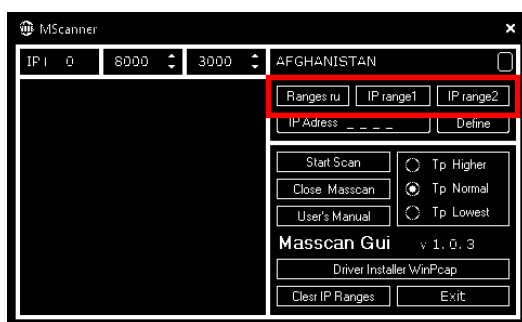 MScanner
IP: 0 8000 3000 AFGHANISTAN
Ranges ru IP range1 IP range2
IP Adress _ _ _ _ Define
Start Scan Tp Higher
Close Masscan Tp Normal
User's Manual Tp Lowest
Masscan Gui v 1.0.3
Driver Installer WinPcap
Clesr IP Ranges Exit